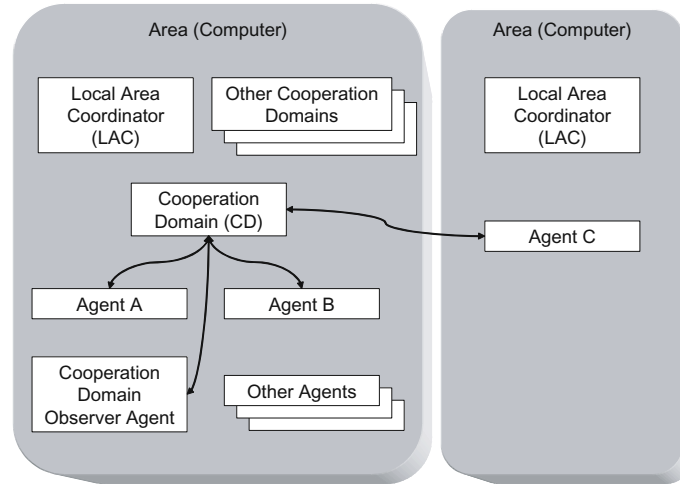 Area (Computer)
Local Area
Coordinator
(LAC)
Other Cooperation
Domains
Cooperation
Domain (CD)
Agent A
Agent B
Cooperation
Domain
Observer Agent
Other Agents
Area (Computer)
Local Area
Coordinator
(LAC)
Agent C